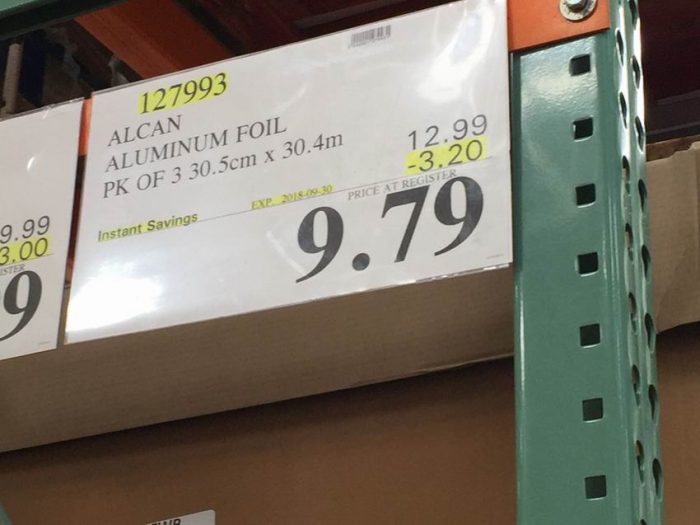 127993
ALCAN
ALUMINUM FOIL
PK OF 3 30.5cm x 30.4m
12.99
-3.20
EXP. 2018-09-30
PRICE AT REGISTER
Instant Savings
9.79
9.99
3.00
ISTER
9